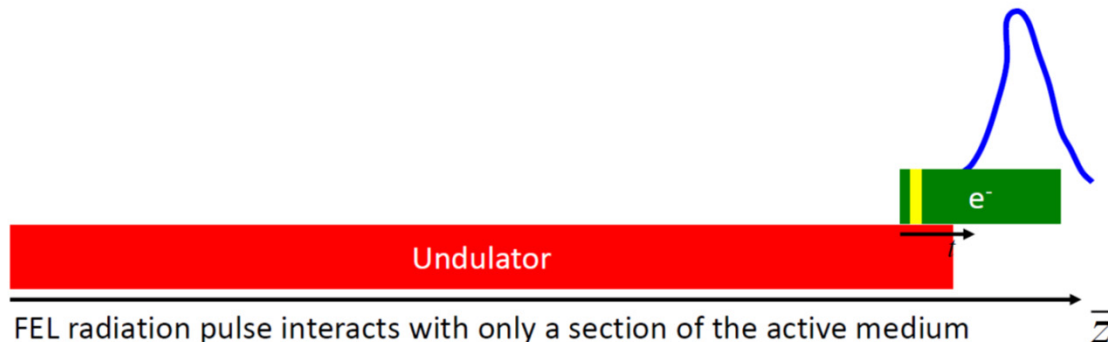 e⁻
t
Undulator
z̄
FEL radiation pulse interacts with only a section of the active medium